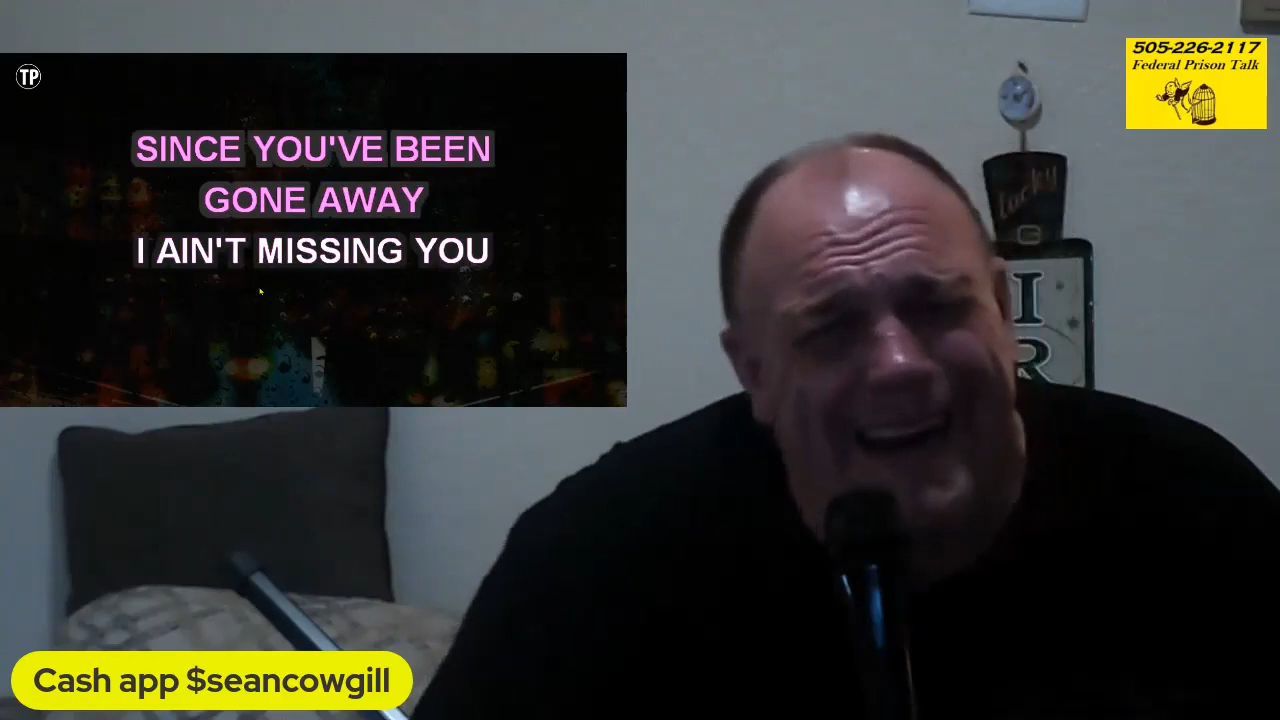 TP
SINCE YOU'VE BEEN
GONE AWAY
I AIN'T MISSING YOU
505-226-2117
Federal Prison Talk
lucky
I
R
Cash app $seancowgill